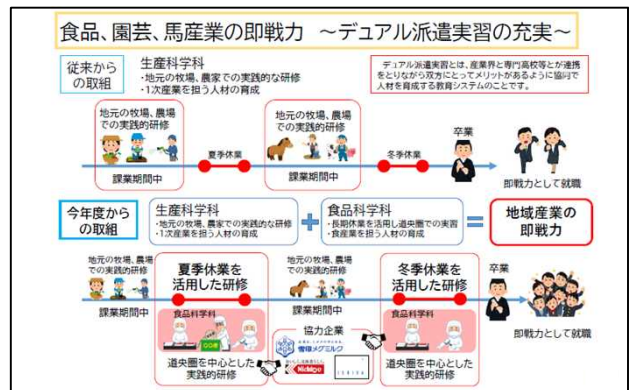 食品、園芸、馬産業の即戦力 ～デュアル派遣実習の充実～
従来から
の取組
生産科学科
・地元の牧場、農家での実践的な研修
・1次産業を担う人材の育成
デュアル派遣実習とは、産業界と専門高校等とが連携
をとりながら双方にとってメリットがあるように協同で
人材を育成する教育システムのことです。
地元の牧場、農場
での実践的研修
夏季休業
地元の牧場、農場
での実践的研修
冬季休業
卒業
課業期間中
課業期間中
即戦力として就職
今年度から
の取組
生産科学科
・地元の牧場、農家での実践的な研修
・1次産業を担う人材の育成
食品科学科
・長期休業を活用し道央圏での実習
・食産業を担う人材の育成
地域産業の
即戦力
地元の牧場、農場
での実践的研修
夏季休業を
活用した研修
地元の牧場、農場
での実践的研修
冬季休業を
活用した研修
卒業
課業期間中
食品科学科
課業期間中
食品科学科
即戦力として就職
協力企業
雪印メグミルク
Nichigo
道央圏を中心とした
実践的研修
道央圏を中心とした
実践的研修